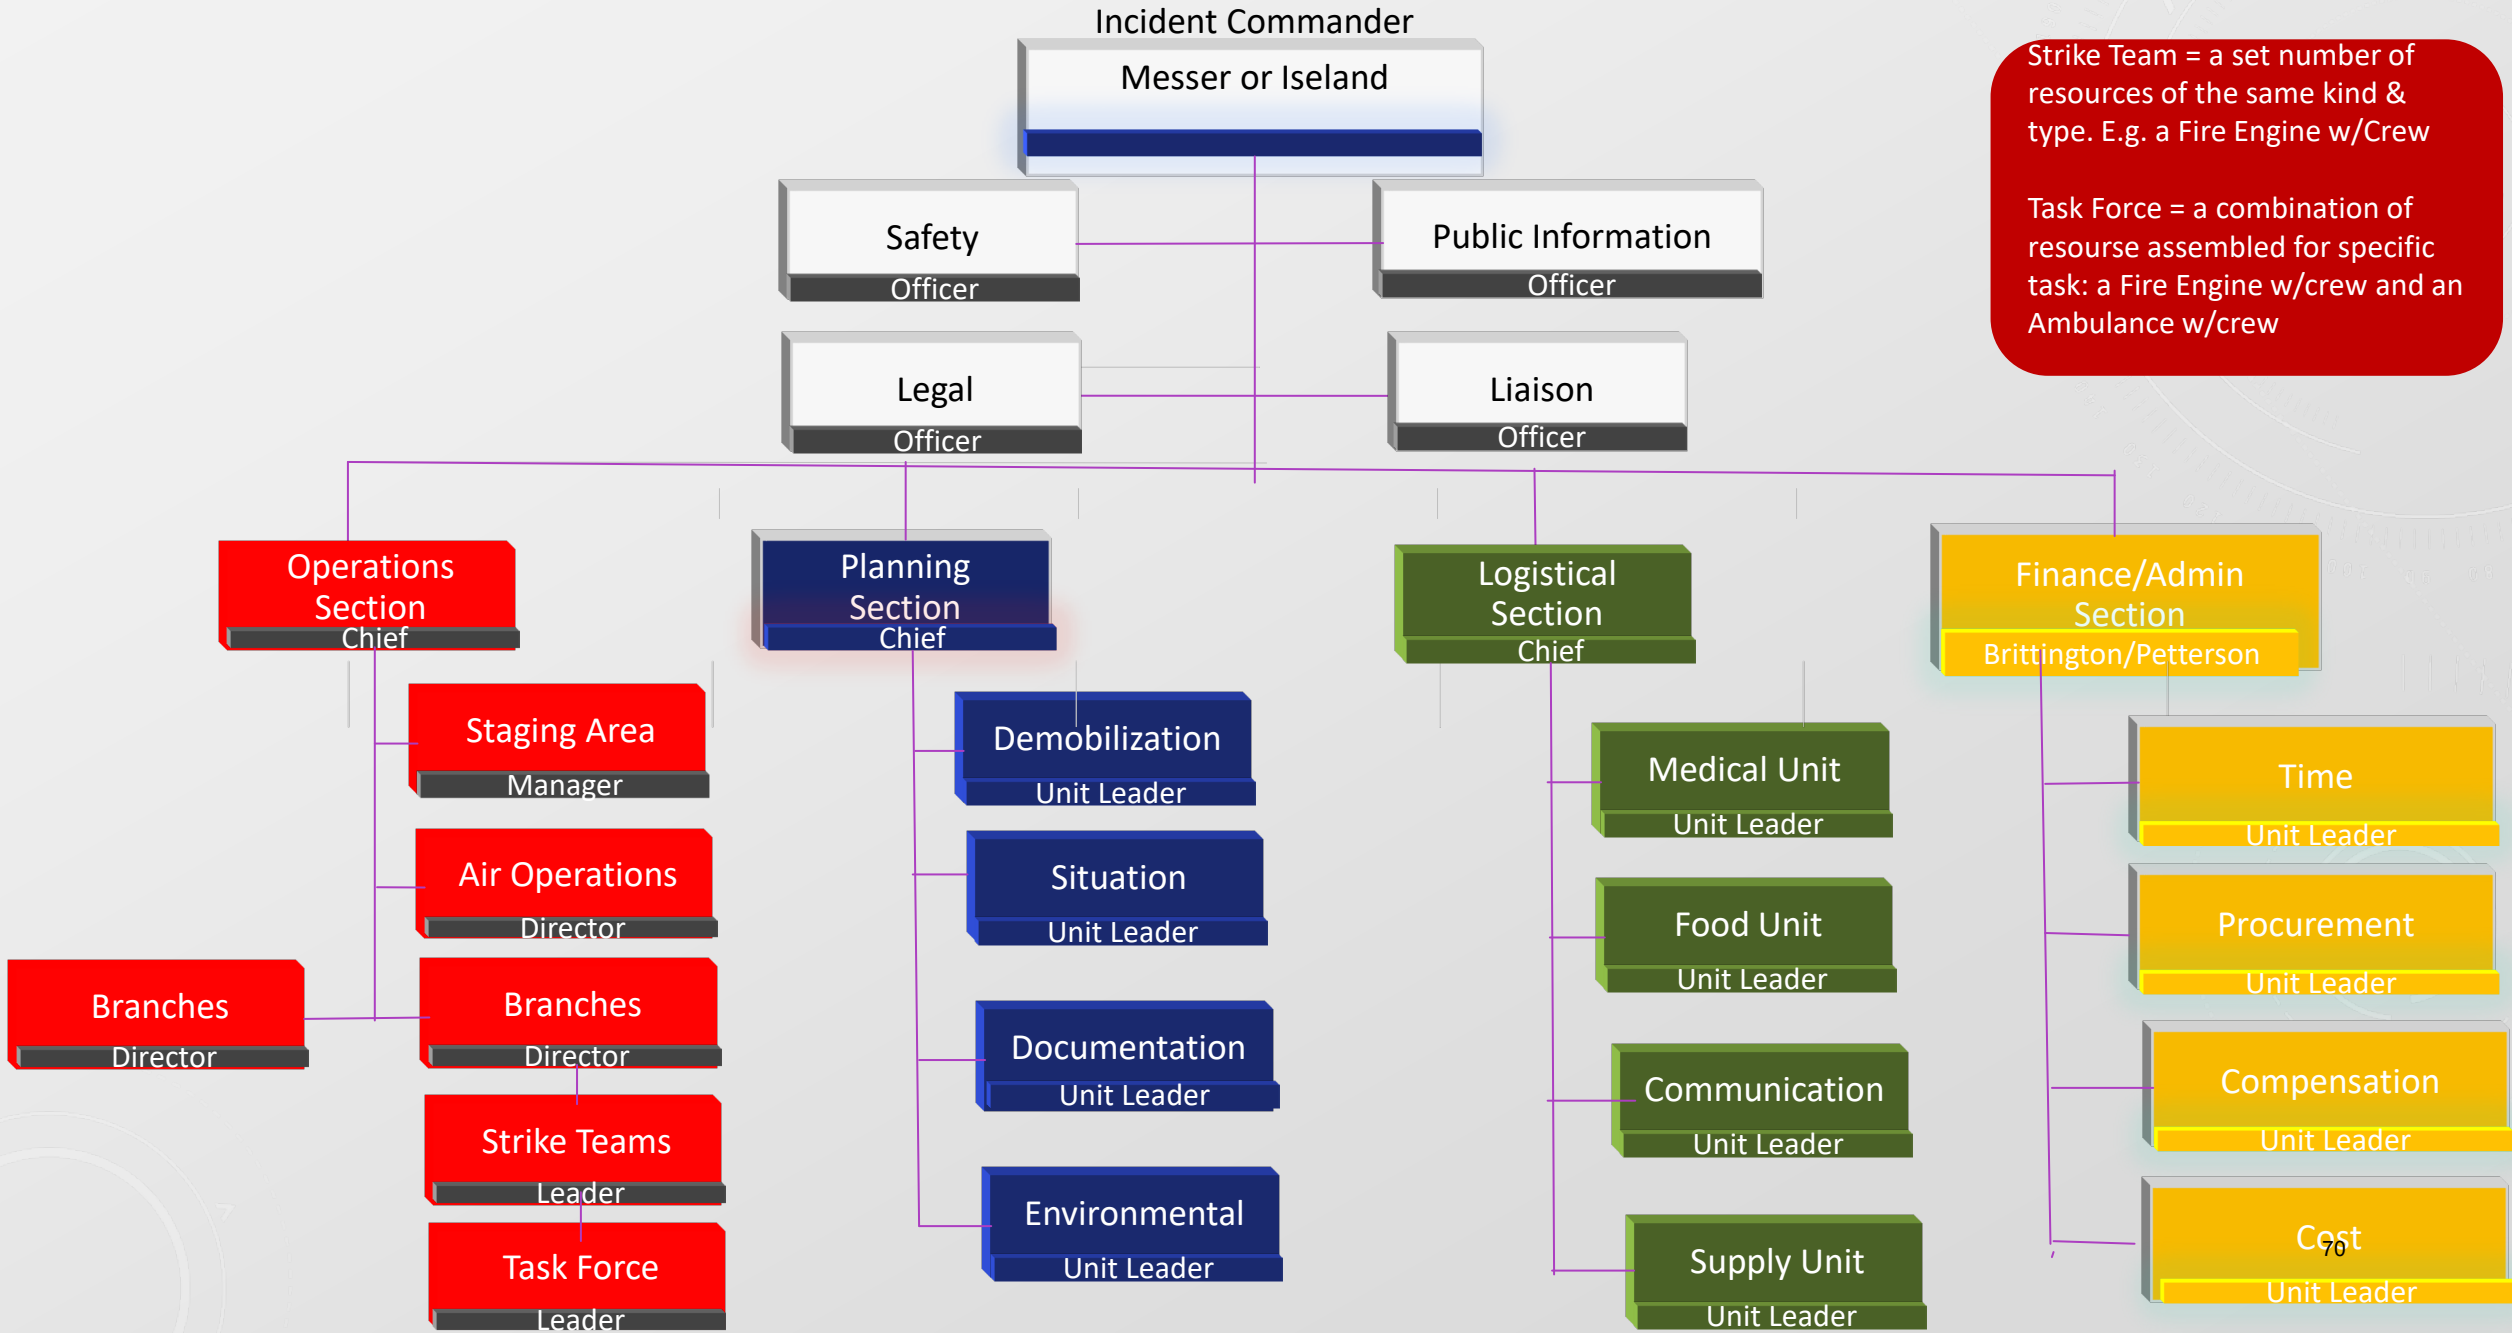 Incident Commander
Messer or Iseland
Strike Team = a set number of
resources of the same kind &
type. E.g. a Fire Engine w/Crew
Task Force = a combination of
resourse assembled for specific
task: a Fire Engine w/crew and an
Ambulance w/crew
Safety
Officer
Public Information
Officer
Legal
Officer
Liaison
Officer
Operations
Section
Chief
Staging Area
Manager
Air Operations
Director
Branches
Director
Branches
Director
Strike Teams
Leader
Task Force
Leader
Planning
Section
Chief
Demobilization
Unit Leader
Situation
Unit Leader
Documentation
Unit Leader
Environmental
Unit Leader
Logistical
Section
Chief
Medical Unit
Unit Leader
Food Unit
Unit Leader
Communication
Unit Leader
Supply Unit
Unit Leader
Finance/Admin
Section
Brittington/Petterson
Time
Unit Leader
Procurement
Unit Leader
Compensation
Unit Leader
Cost
Unit Leader
70